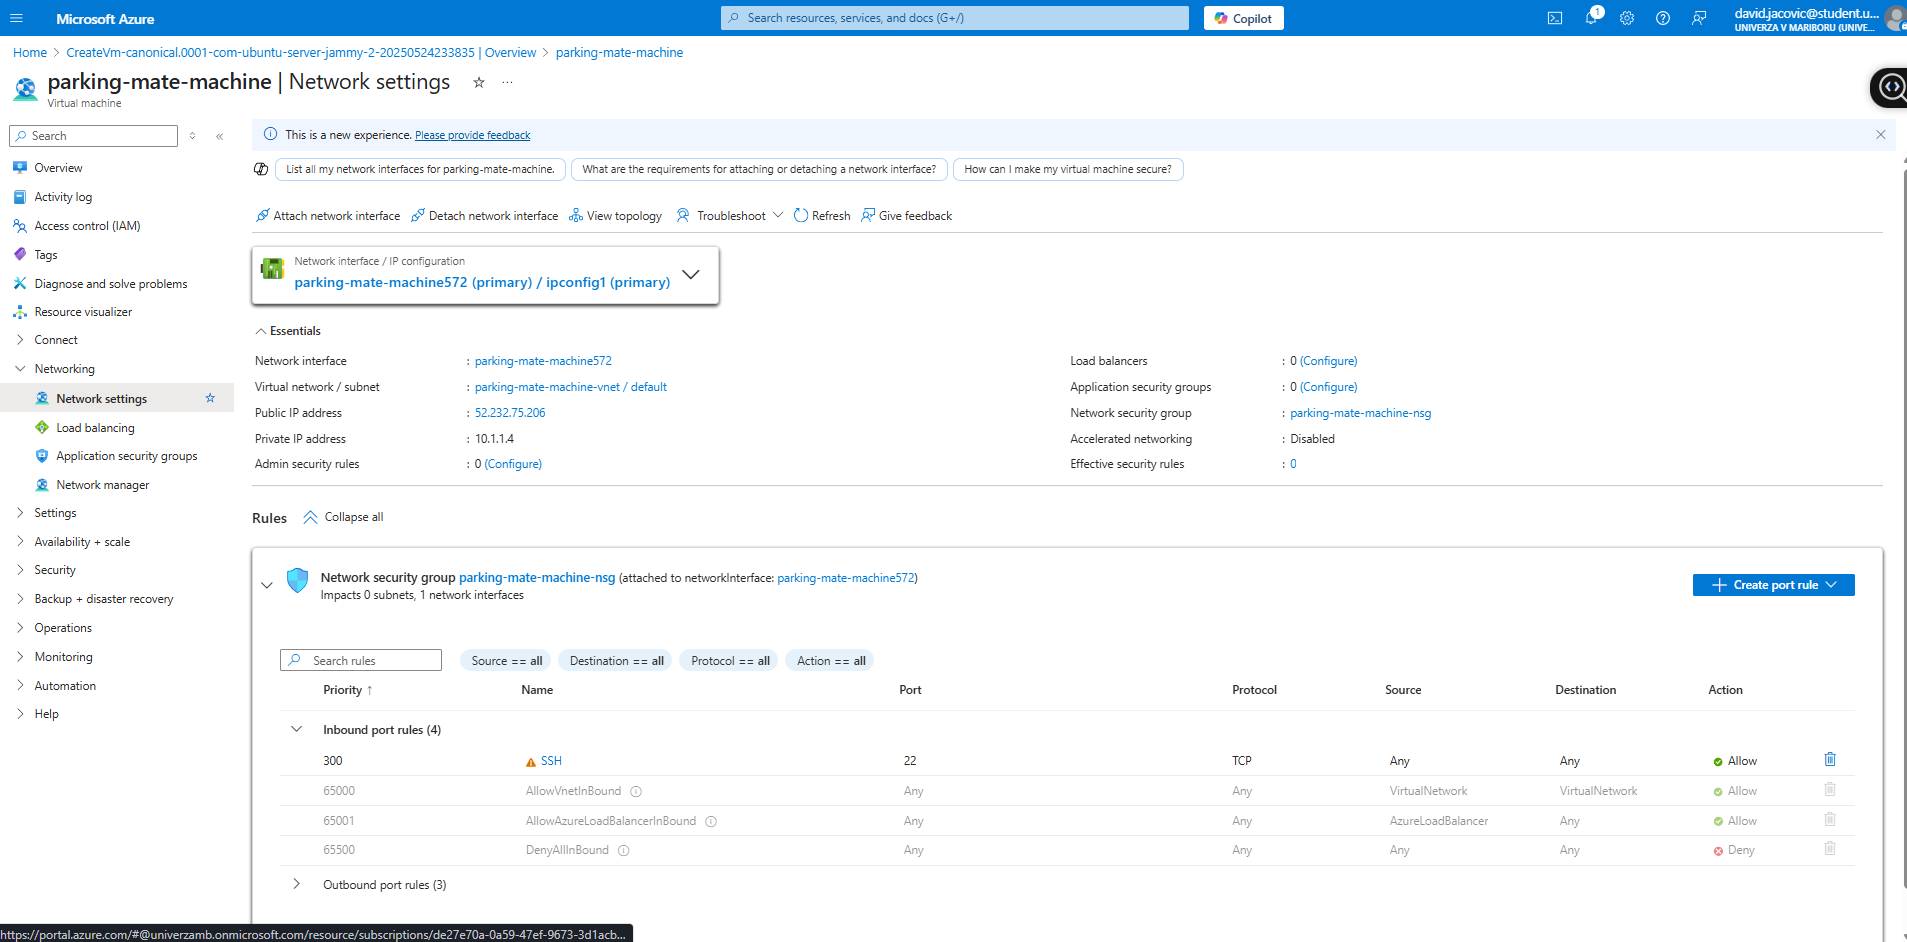 Microsoft Azure
Search resources, services, and docs (G+/)
Copilot
1
david.jacovic@student.u...
UNIVERZA V MARIBORU (UNIVE...
Home > CreateVm-canonical.0001-com-ubuntu-server-jammy-2-20250524233835 | Overview > parking-mate-machine
parking-mate-machine | Network settings
Virtual machine
Search
Overview
Activity log
Access control (IAM)
Tags
Diagnose and solve problems
Resource visualizer
Connect
Networking
Network settings
Load balancing
Application security groups
Network manager
Settings
Availability + scale
Security
Backup + disaster recovery
Operations
Monitoring
Automation
Help
This is a new experience. Please provide feedback
List all my network interfaces for parking-mate-machine.
What are the requirements for attaching or detaching a network interface?
How can I make my virtual machine secure?
Attach network interface
Detach network interface
View topology
Troubleshoot
Refresh
Give feedback
Network interface / IP configuration
parking-mate-machine572 (primary) / ipconfig1 (primary)
Essentials
Network interface : parking-mate-machine572
Virtual network / subnet : parking-mate-machine-vnet / default
Public IP address : 52.232.75.206
Private IP address : 10.1.1.4
Admin security rules : 0 (Configure)
Load balancers : 0 (Configure)
Application security groups : 0 (Configure)
Network security group : parking-mate-machine-nsg
Accelerated networking : Disabled
Effective security rules : 0
Rules
Collapse all
Network security group parking-mate-machine-nsg (attached to networkInterface: parking-mate-machine572)
Impacts 0 subnets, 1 network interfaces
Create port rule
Search rules
Source == all
Destination == all
Protocol == all
Action == all
Priority ↑ Name Port Protocol Source Destination Action
Inbound port rules (4)
300 SSH 22 TCP Any Any Allow
65000 AllowVnetInBound Any Any VirtualNetwork VirtualNetwork Allow
65001 AllowAzureLoadBalancerInBound Any Any AzureLoadBalancer Any Allow
65500 DenyAllInBound Any Any Any Any Deny
Outbound port rules (3)
https://portal.azure.com/#@univerzamb.onmicrosoft.com/resource/subscriptions/de27e70a-0a59-47ef-9673-3d1acb...